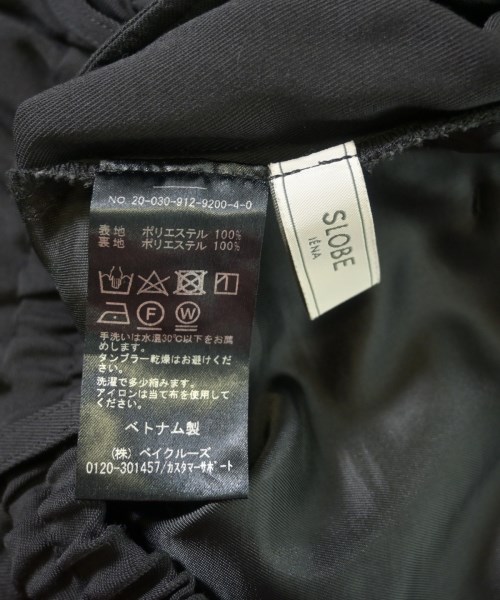 NO. 20-030-912-9200-4-0
表地 ポリエステル 100%
裏地 ポリエステル 100%
F W
手洗いは水温30℃以下をお薦
めします。
タンブラー乾燥はお避けくださ
い。
洗濯で多少縮みます。
アイロンは当て布を使用して
ください。
ベトナム製
(株) ベイクルーズ
0120-301457/カスタマーサポート
SLOBE
IÉNA